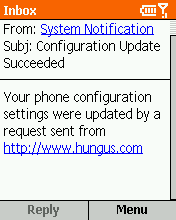 Inbox
From: System Notification
Subj: Configuration Update
Succeeded
Your phone configuration
settings were updated by a
request sent from
http://www.hungus.com
Reply Menu